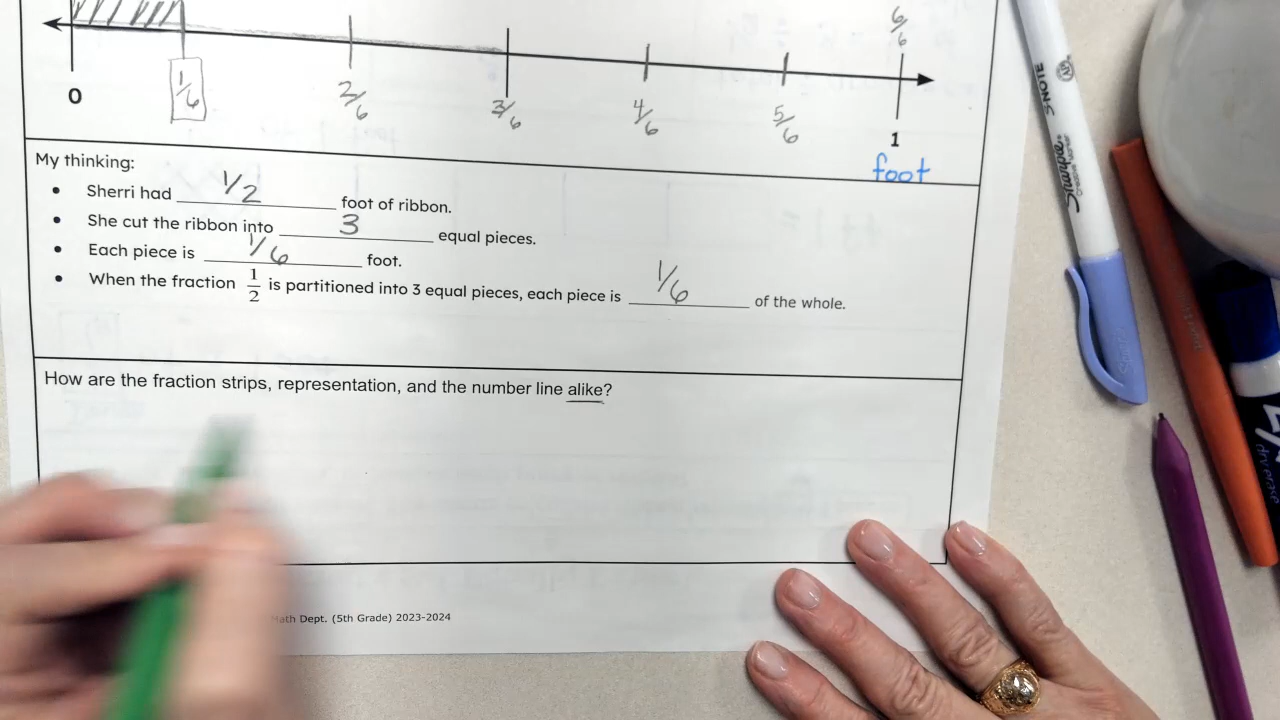 6/6
0 1/6 2/6 3/6 4/6 5/6 1
foot
My thinking:
• Sherri had 1/2 foot of ribbon.
• She cut the ribbon into 3 equal pieces.
• Each piece is 1/6 foot.
• When the fraction 1/2 is partitioned into 3 equal pieces, each piece is 1/6 of the whole.
How are the fraction strips, representation, and the number line alike?
Math Dept. (5th Grade) 2023-2024
S·NOTE
Sharpie